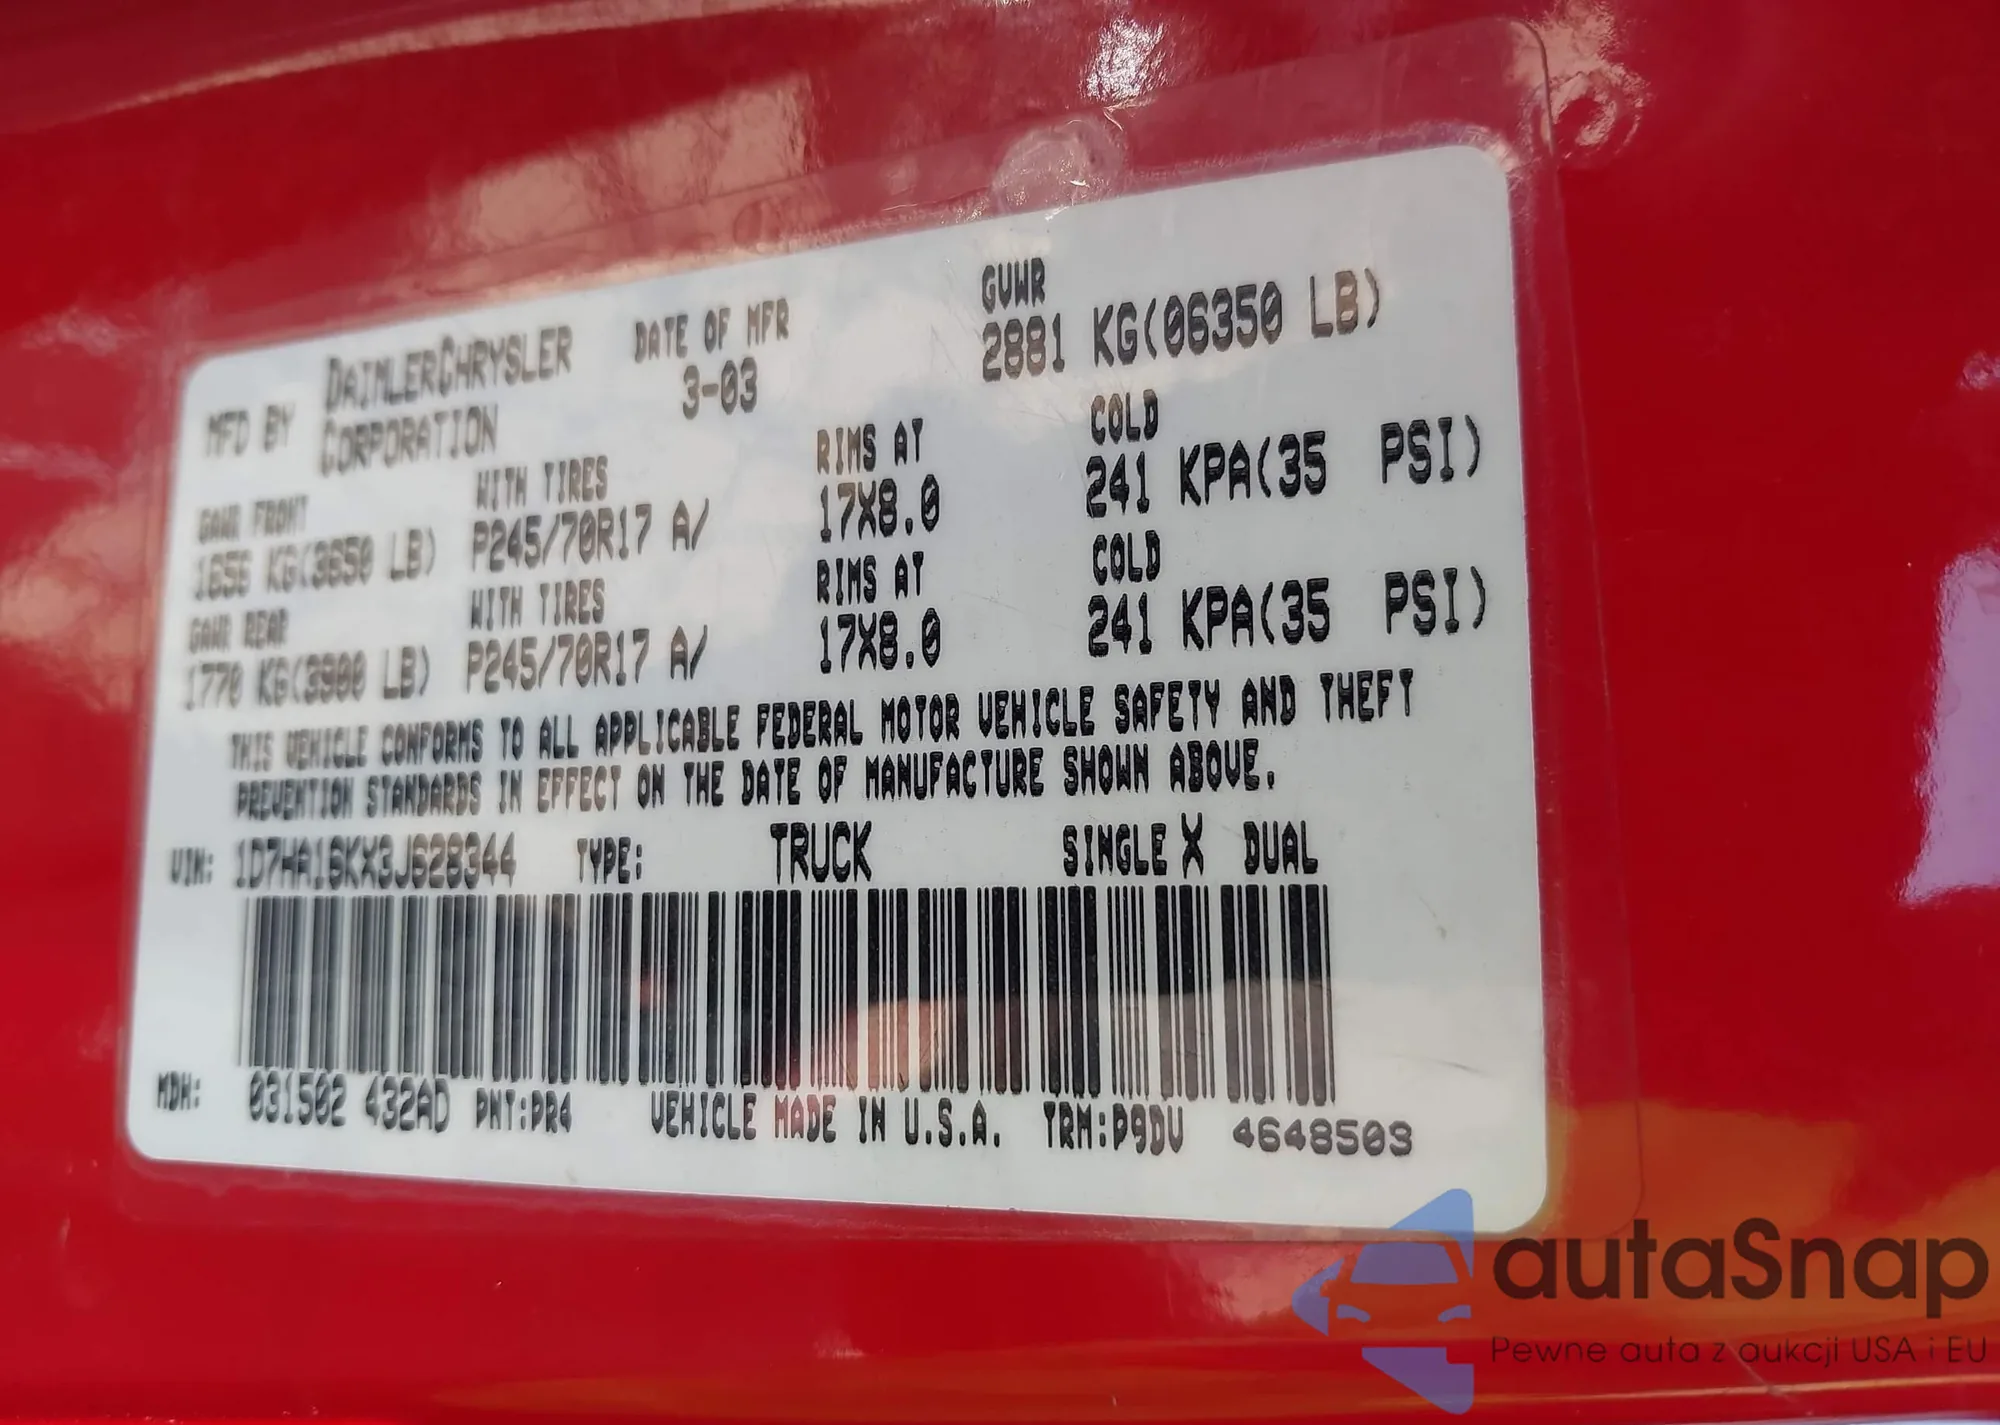 MFD BY DAIMLERCHRYSLER CORPORATION
DATE OF MFR 3-03
GVWR 2881 KG(06350 LB)
GAWR FRONT WITH TIRES RIMS AT COLD
1656 KG(3650 LB) P245/70R17 A/ 17X8.0 241 KPA(35 PSI)
GAWR REAR WITH TIRES RIMS AT COLD
1770 KG(3900 LB) P245/70R17 A/ 17X8.0 241 KPA(35 PSI)
THIS VEHICLE CONFORMS TO ALL APPLICABLE FEDERAL MOTOR VEHICLE SAFETY AND THEFT
PREVENTION STANDARDS IN EFFECT ON THE DATE OF MANUFACTURE SHOWN ABOVE.
VIN: 1D7HA16KX3J628344 TYPE: TRUCK SINGLE X DUAL
MDH: 031502 432AD PNT:PR4 VEHICLE MADE IN U.S.A. TRM:P9DV 4648503
autaSnap
Pewne auta z aukcji USA i EU